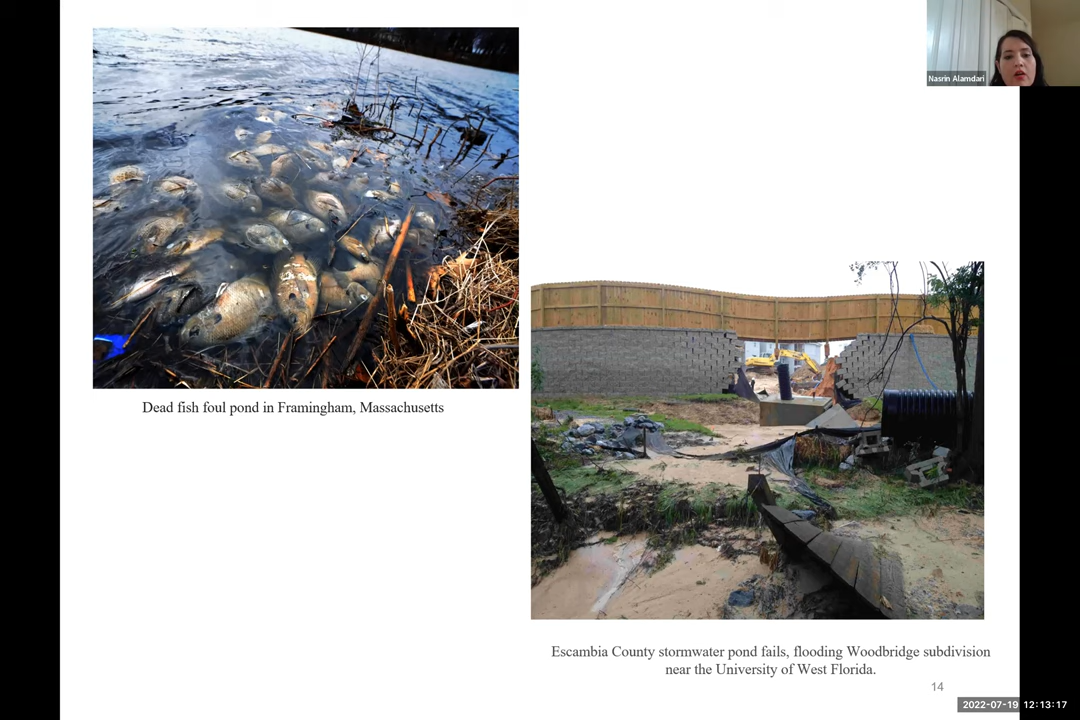 Nasrin Alamdari
Dead fish foul pond in Framingham, Massachusetts
Escambia County stormwater pond fails, flooding Woodbridge subdivision
near the University of West Florida.
14
2022-07-19 12:13:17